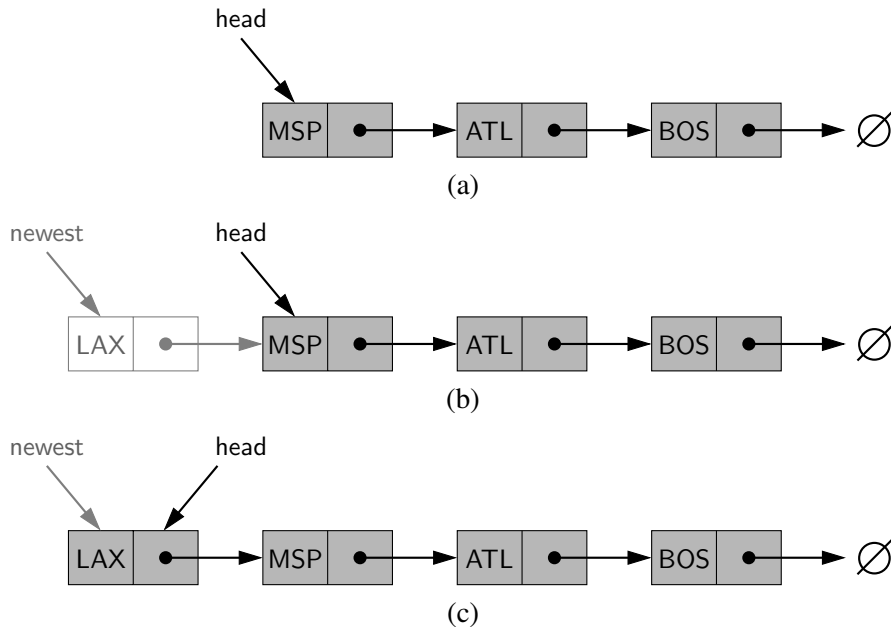 head
MSP ATL BOS ∅
(a)
newest head
LAX MSP ATL BOS ∅
(b)
newest head
LAX MSP ATL BOS ∅
(c)